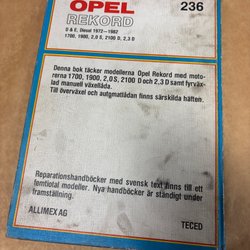 OPEL
236
REKORD
D & E, Diesel 1972—1982
1700, 1900, 2,0 S, 2100 D, 2,3 D
Denna bok täcker modellerna Opel Rekord med moto-
rerna 1700, 1900, 2,0S, 2100 D och 2,3 D samt fyrväx-
lad manuell växellåda.
Till överväxel och automatlådan finns särskilda häften.
Reparationshandböcker med svensk text finns till ett
femtiotal modeller. Nya handböcker är ständigt under
framställning.
ALLIMEX AG
TECED